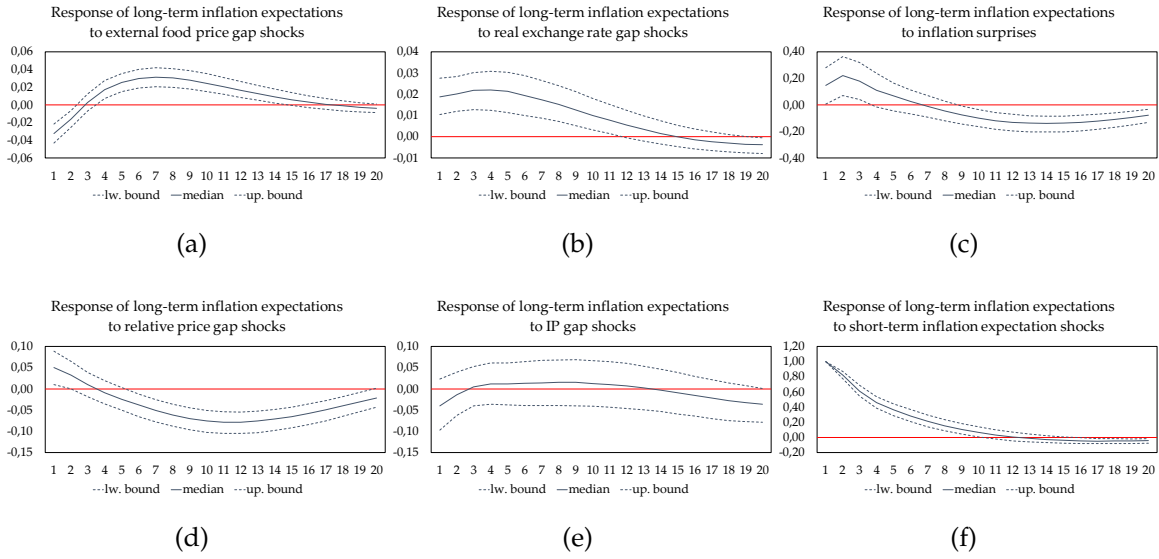 Response of long-term inflation expectations
to external food price gap shocks
0,06
0,04
0,02
0,00
-0,02
-0,04
-0,06
1 2 3 4 5 6 7 8 9 10 11 12 13 14 15 16 17 18 19 20
lw. bound median up. bound
(a)
Response of long-term inflation expectations
to real exchange rate gap shocks
0,04
0,03
0,02
0,01
0,00
-0,01
1 2 3 4 5 6 7 8 9 10 11 12 13 14 15 16 17 18 19 20
lw. bound median up. bound
(b)
Response of long-term inflation expectations
to inflation surprises
0,40
0,20
0,00
-0,20
-0,40
1 2 3 4 5 6 7 8 9 10 11 12 13 14 15 16 17 18 19 20
lw. bound median up. bound
(c)
Response of long-term inflation expectations
to relative price gap shocks
0,10
0,05
0,00
-0,05
-0,10
-0,15
1 2 3 4 5 6 7 8 9 10 11 12 13 14 15 16 17 18 19 20
lw. bound median up. bound
(d)
Response of long-term inflation expectations
to IP gap shocks
0,10
0,05
0,00
-0,05
-0,10
-0,15
1 2 3 4 5 6 7 8 9 10 11 12 13 14 15 16 17 18 19 20
lw. bound median up. bound
(e)
Response of long-term inflation expectations
to short-term inflation expectation shocks
1,20
1,00
0,80
0,60
0,40
0,20
0,00
-0,20
1 2 3 4 5 6 7 8 9 10 11 12 13 14 15 16 17 18 19 20
lw. bound median up. bound
(f)